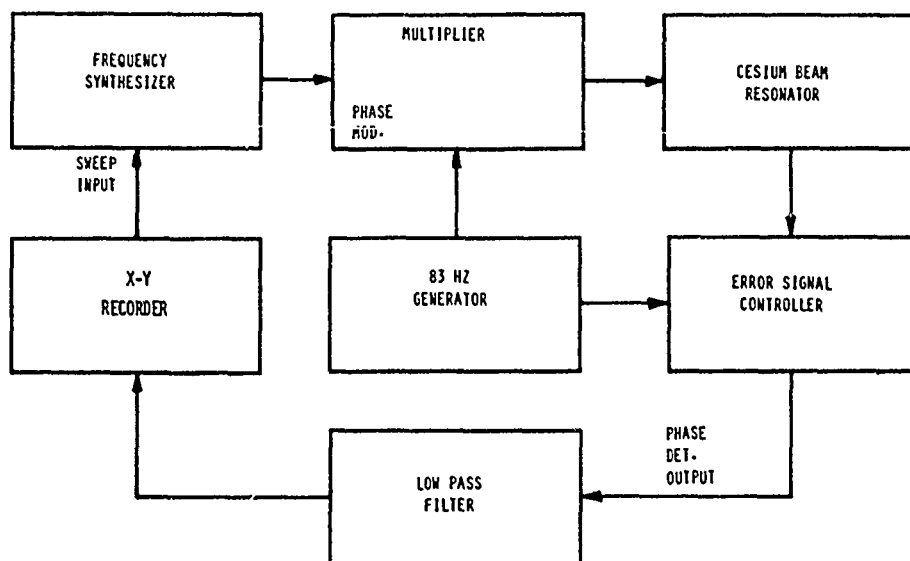 FREQUENCY
SYNTHESIZER
MULTIPLIER
PHASE
MOD.
CESIUM BEAM
RESONATOR
SWEEP
INPUT
X-Y
RECORDER
83 HZ
GENERATOR
ERROR SIGNAL
CONTROLLER
LOW PASS
FILTER
PHASE
DET.
OUTPUT